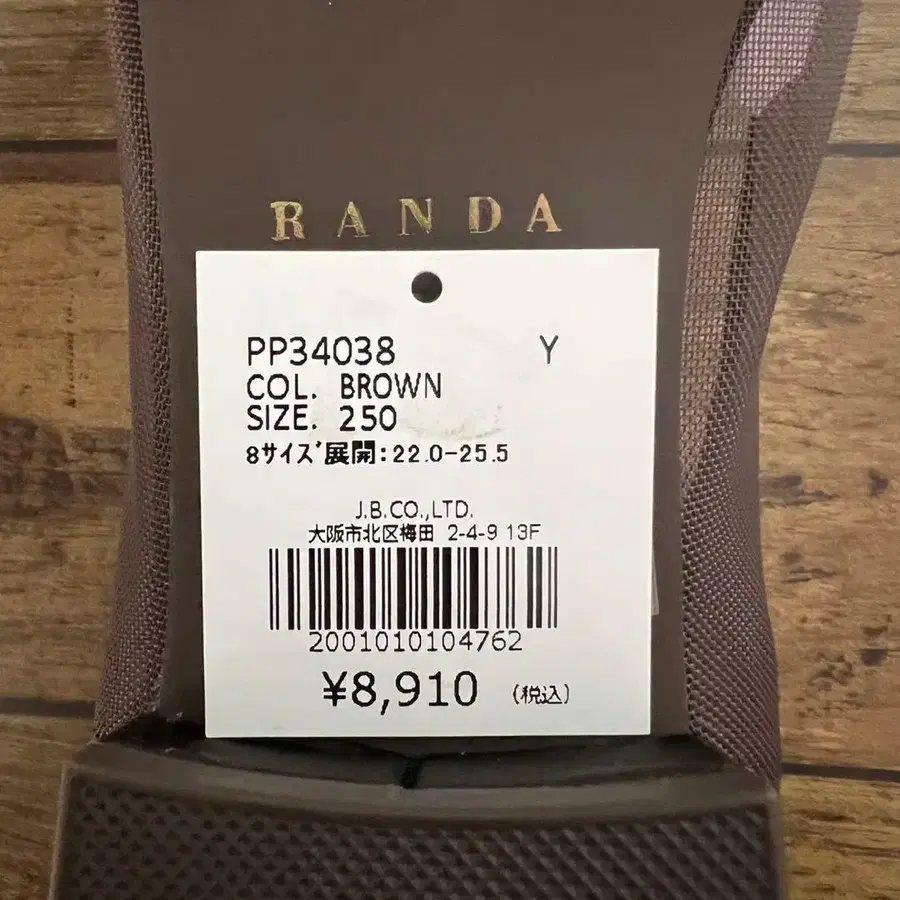 RANDA
PP34038 Y
COL. BROWN
SIZE. 250
8サイズ展開:22.0-25.5
J.B.CO.,LTD.
大阪市北区梅田 2-4-9 13F
2001010104762
¥8,910 (税込)